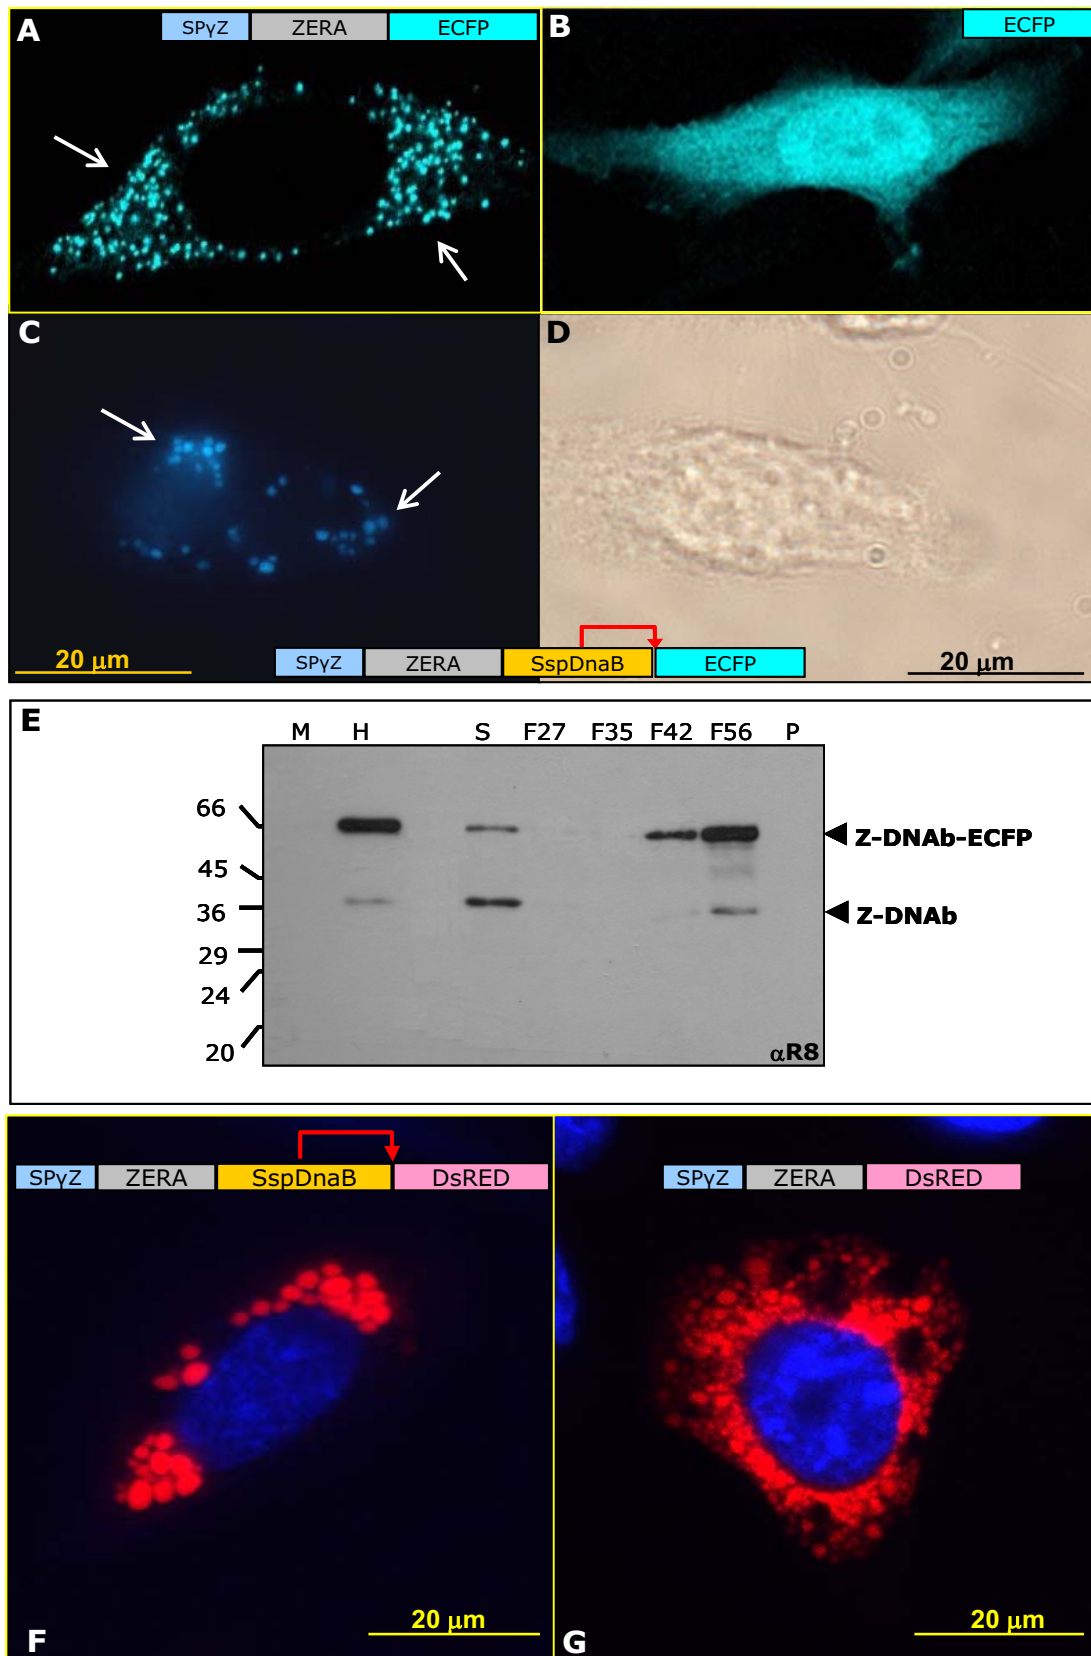 A
SPγZ ZERA ECFP
B
ECFP
C
D
20 μm
SPγZ ZERA SspDnaB ECFP
20 μm
E
M H S F27 F35 F42 F56 P
66
45
36
29
24
20
Z-DNAb-ECFP
Z-DNAb
αR8
SPγZ ZERA SspDnaB DsRED
SPγZ ZERA DsRED
20 μm
20 μm
F
G